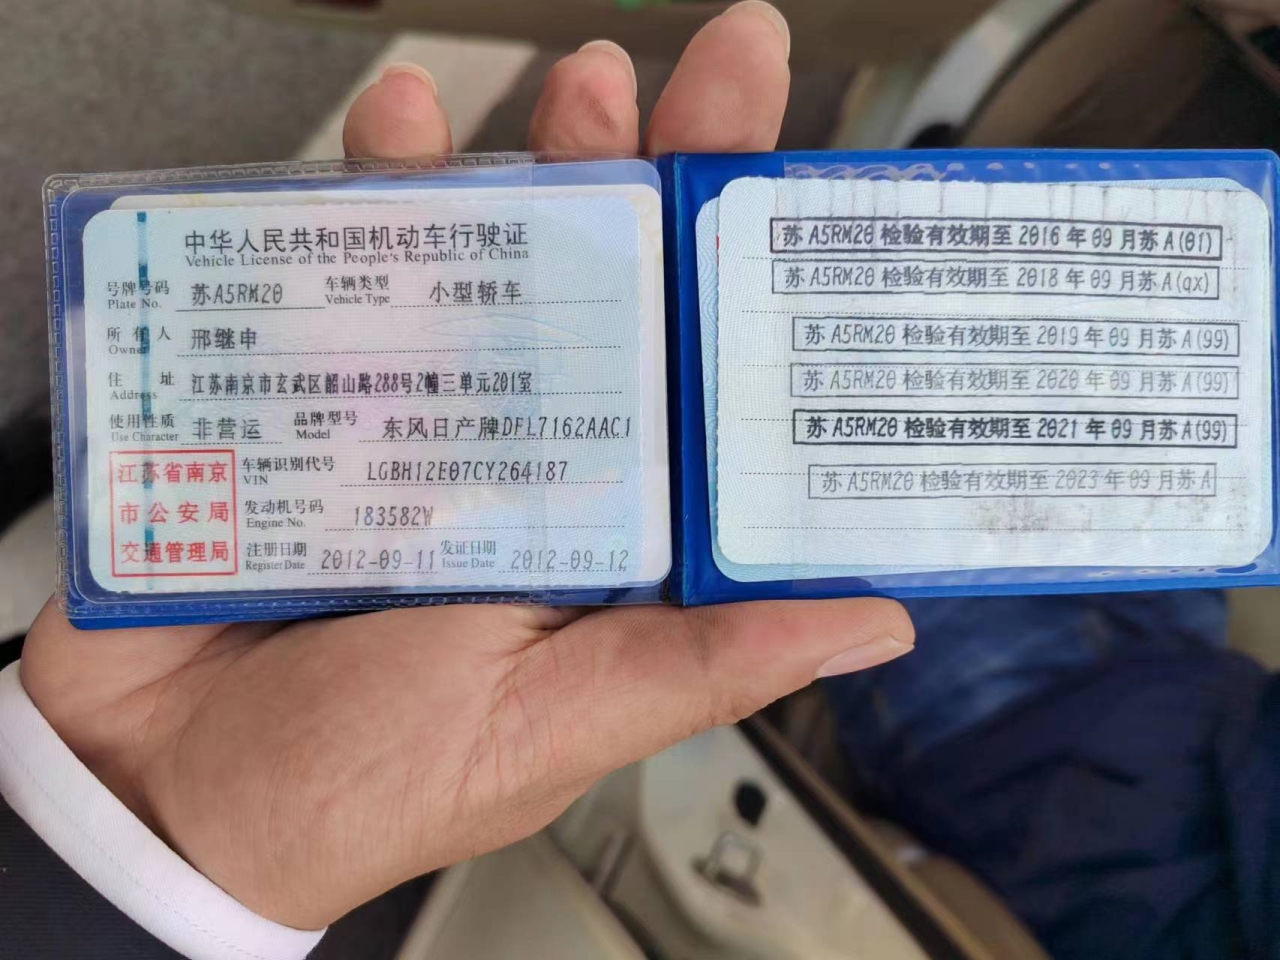 中华人民共和国机动车行驶证
Vehicle License of the People's Republic of China
号牌号码 Plate No. 苏A5RM20 车辆类型 Vehicle Type 小型轿车
所有人 Owner 邢继申
住址 Address 江苏南京市玄武区韶山路288号2幢三单元201室
使用性质 Use Character 非营运 品牌型号 Model 东风日产牌DFL7162AAC1
江苏省南京
市公安局
交通管理局
车辆识别代号 VIN LGBH12E07CY264187
发动机号码 Engine No. 183582W
注册日期 Register Date 2012-09-11 发证日期 Issue Date 2012-09-12
苏A5RM20 检验有效期至 2016 年 09 月苏A(01)
苏A5RM20 检验有效期至 2018 年 09 月苏A(qx)
苏A5RM20 检验有效期至 2019 年 09 月苏A(99)
苏A5RM20 检验有效期至 2020 年 09 月苏A(99)
苏A5RM20 检验有效期至 2021 年 09 月苏A(99)
苏A5RM20 检验有效期至 2023 年 09 月苏A